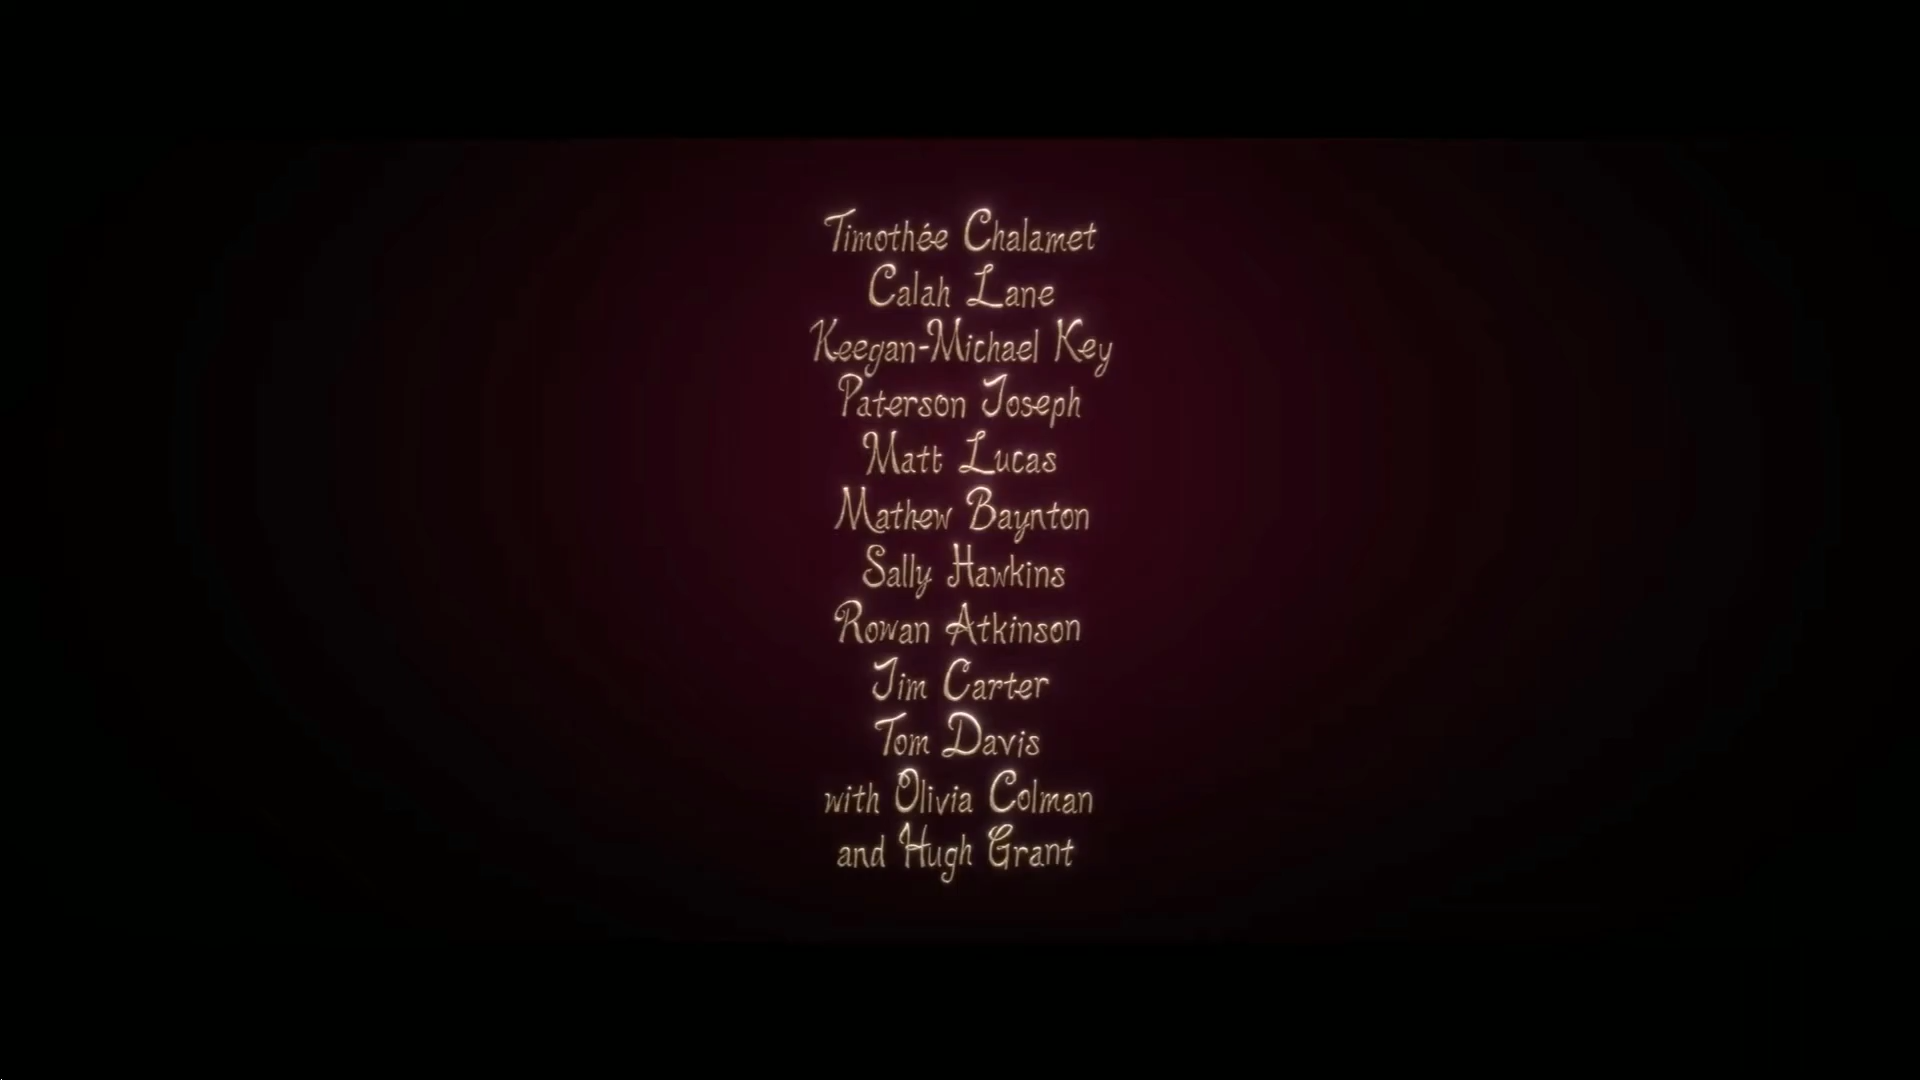 Timothée Chalamet
Calah Lane
Keegan-Michael Key
Paterson Joseph
Matt Lucas
Mathew Baynton
Sally Hawkins
Rowan Atkinson
Jim Carter
Tom Davis
with Olivia Colman
and Hugh Grant